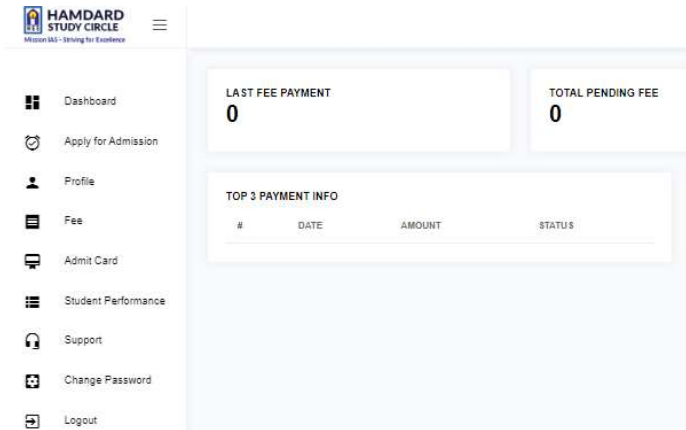 HAMDARD
STUDY CIRCLE
Mission IAS - Striving for Excellence
Dashboard
Apply for Admission
Profile
Fee
Admit Card
Student Performance
Support
Change Password
Logout
LAST FEE PAYMENT
0
TOTAL PENDING FEE
0
TOP 3 PAYMENT INFO
# DATE AMOUNT STATUS